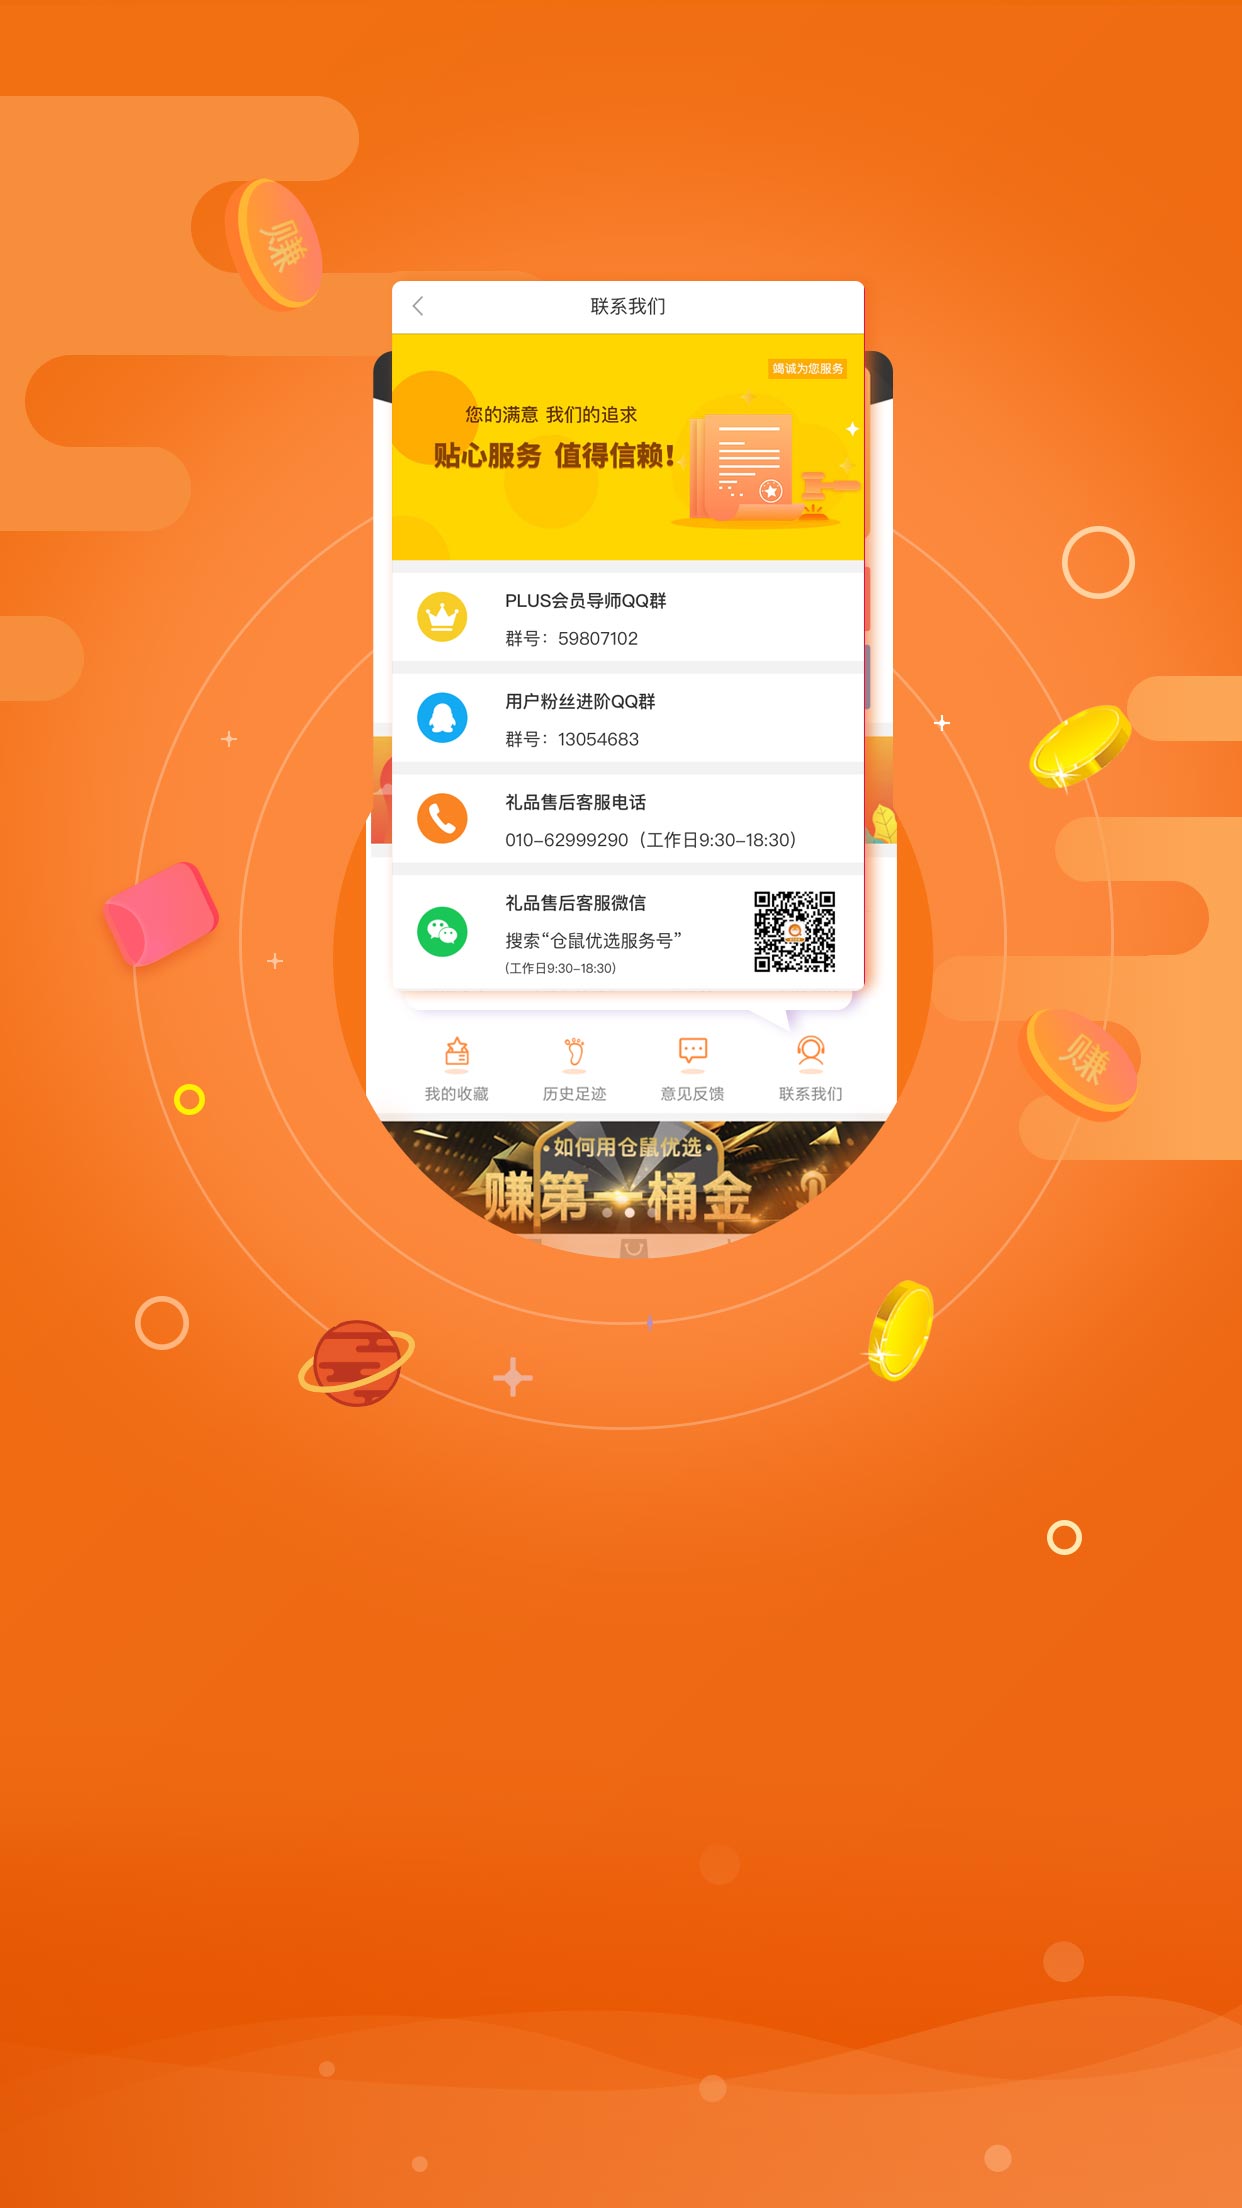 赚
联系我们
竭诚为您服务
您的满意 我们的追求
贴心服务 值得信赖!
PLUS会员导师QQ群
群号：59807102
用户粉丝进阶QQ群
群号：13054683
礼品售后客服电话
010-62999290（工作日9:30-18:30）
礼品售后客服微信
搜索“仓鼠优选服务号”
(工作日9:30-18:30)
赚
我的收藏 历史足迹 意见反馈 联系我们
·如何用仓鼠优选·
赚第一桶金